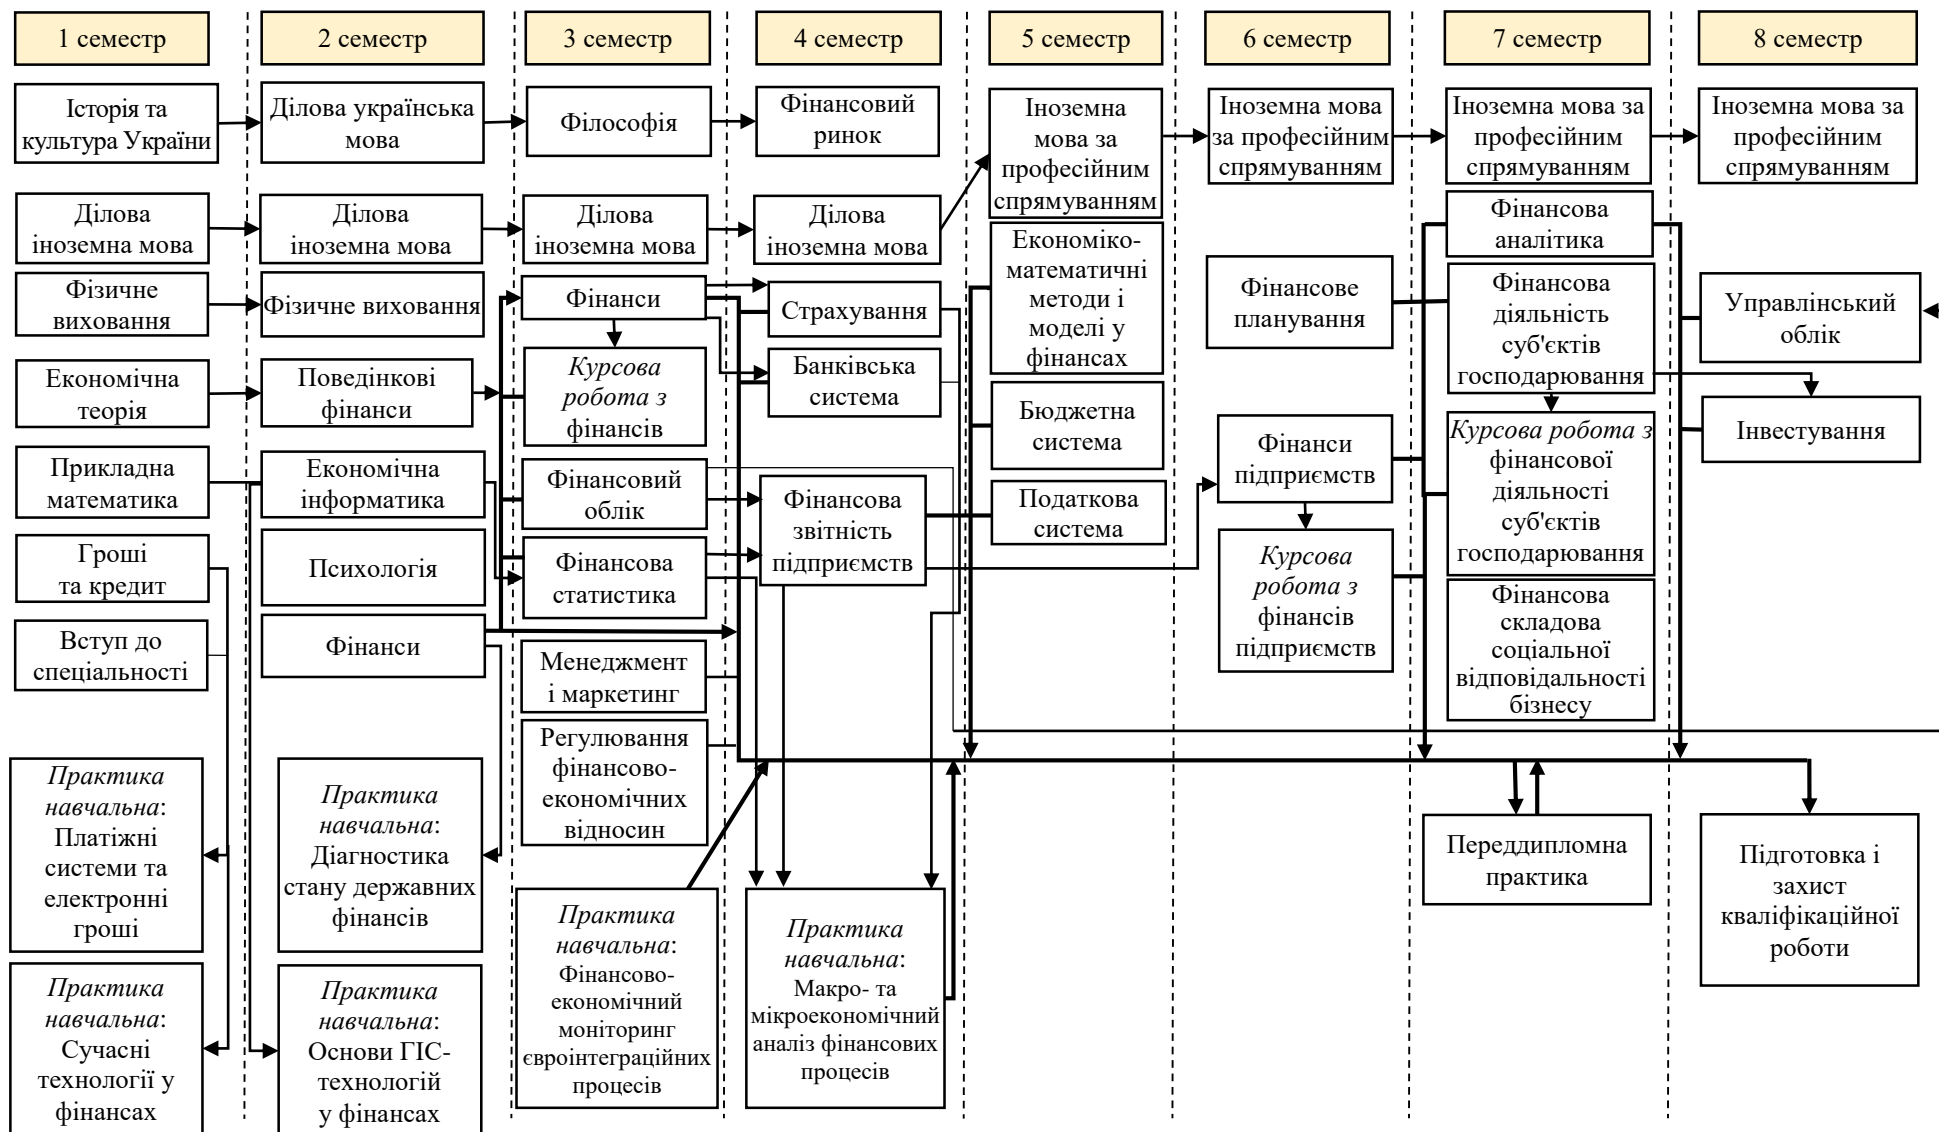 1 семестр
2 семестр
3 семестр
4 семестр
5 семестр
6 семестр
7 семестр
8 семестр
Історія та
культура України
Ділова
іноземна мова
Фізичне
виховання
Економічна
теорія
Прикладна
математика
Гроші
та кредит
Вступ до
спеціальності
Практика
навчальна:
Платіжні
системи та
електронні
гроші
Практика
навчальна:
Сучасні
технології у
фінансах
Ділова українська
мова
Ділова
іноземна мова
Фізичне виховання
Поведінкові
фінанси
Економічна
інформатика
Психологія
Фінанси
Практика
навчальна:
Діагностика
стану державних
фінансів
Практика
навчальна:
Основи ГІС-
технологій
у фінансах
Філософія
Ділова
іноземна мова
Фінанси
Курсова
робота з
фінансів
Фінансовий
облік
Фінансова
статистика
Менеджмент
і маркетинг
Регулювання
фінансово-
економічних
відносин
Практика
навчальна:
Фінансово-
економічний
моніторинг
євроінтеграційних
процесів
Фінансовий
ринок
Ділова
іноземна мова
Страхування
Банківська
система
Фінансова
звітність
підприємств
Практика
навчальна:
Макро- та
мікроекономічний
аналіз фінансових
процесів
Іноземна
мова за
професійним
спрямуванням
Економіко-
математичні
методи і
моделі у
фінансах
Бюджетна
система
Податкова
система
Іноземна мова
за професійним
спрямуванням
Фінансове
планування
Фінанси
підприємств
Курсова
робота з
фінансів
підприємств
Іноземна мова за
професійним
спрямуванням
Фінансова
аналітика
Фінансова
діяльність
суб'єктів
господарювання
Курсова робота з
фінансової
діяльності
суб'єктів
господарювання
Фінансова
складова
соціальної
відповідальності
бізнесу
Переддипломна
практика
Іноземна мова за
професійним
спрямуванням
Управлінський
облік
Інвестування
Підготовка і
захист
кваліфікаційної
роботи